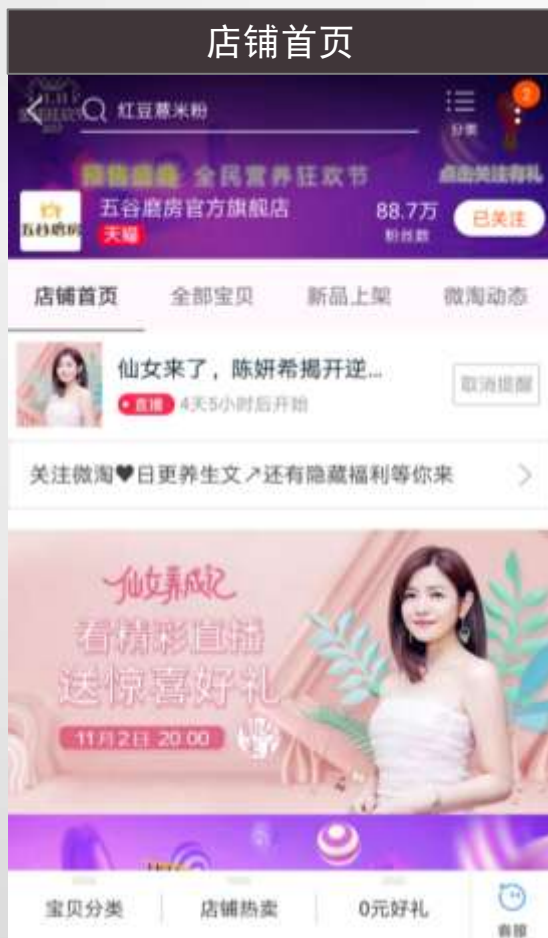 店铺首页
红豆薏米粉
分类
2
全民营养狂欢节
点击关注有礼
五谷磨房
五谷磨房官方旗舰店
天猫
88.7万
粉丝数
已关注
店铺首页
全部宝贝
新品上架
微淘动态
仙女来了，陈妍希揭开逆...
直播 4天5小时后开始
取消提醒
关注微淘♥日更养生文↗还有隐藏福利等你来
仙女养成记
看精彩直播
送惊喜好礼
11月2日 20:00
宝贝分类
店铺热卖
0元好礼
客服